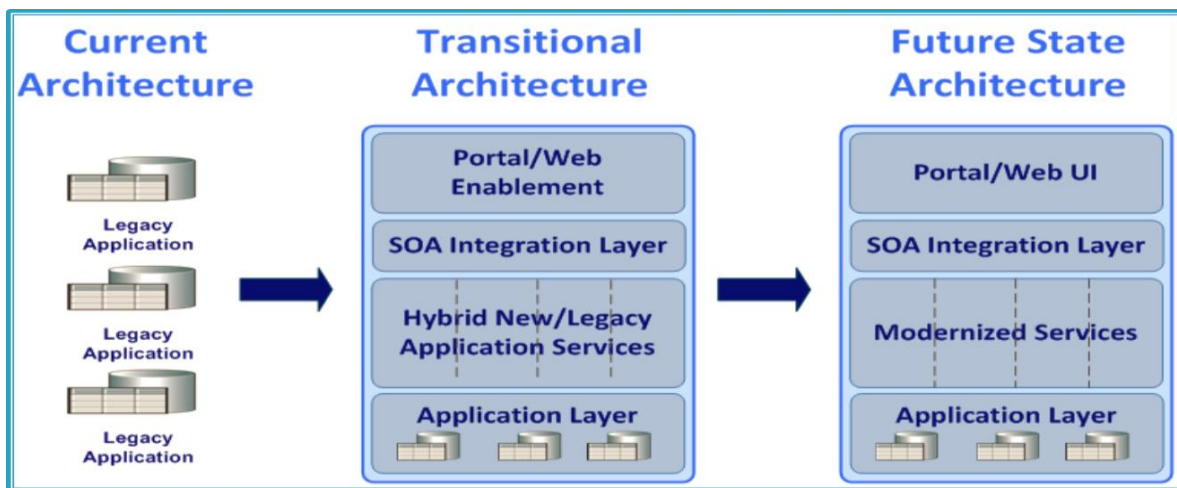 Current
Architecture
Legacy
Application
Legacy
Application
Legacy
Application
Transitional
Architecture
Portal/Web
Enablement
SOA Integration Layer
Hybrid New/Legacy
Application Services
Application Layer
Future State
Architecture
Portal/Web UI
SOA Integration Layer
Modernized Services
Application Layer